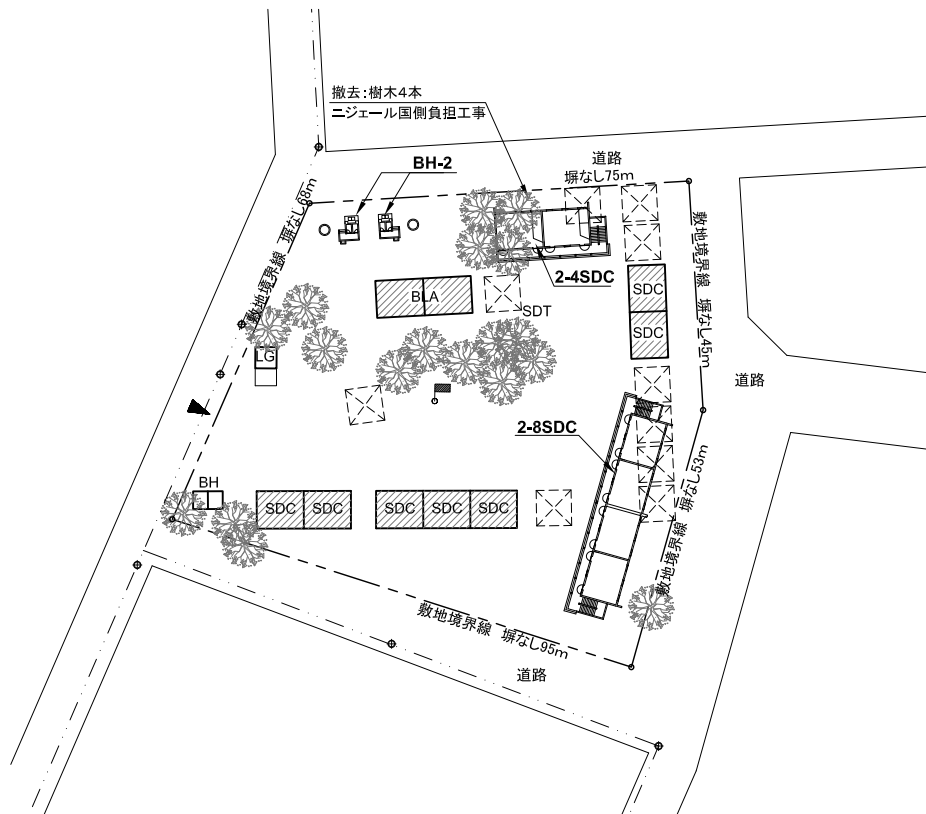 撤去:樹木4本
ニジェール国側負担工事
道路
塀なし75m
BH-2
敷地境界線 塀なし68m
敷地境界線 塀なし45m
2-4SDC
BLA
SDT
SDC
SDC
LG
道路
2-8SDC
BH
SDC
SDC
SDC
SDC
SDC
敷地境界線 塀なし53m
敷地境界線 塀なし95m
道路